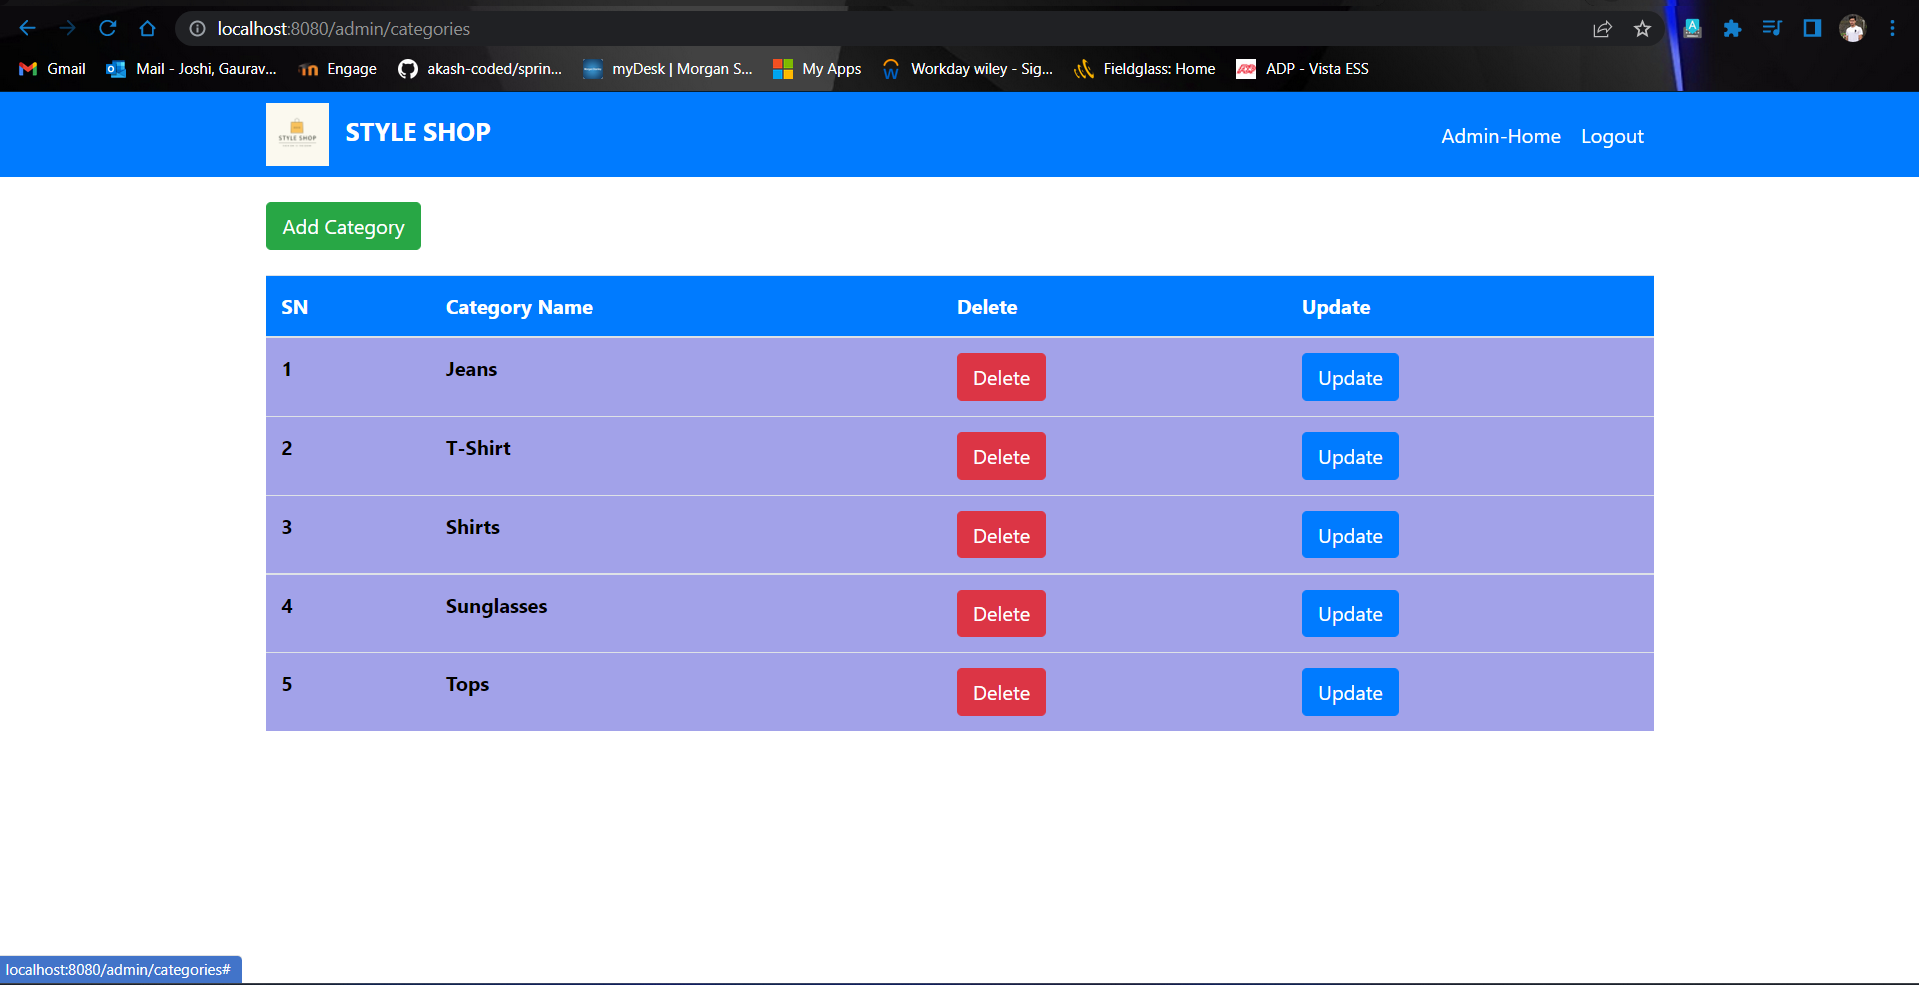 localhost:8080/admin/categories
Gmail Mail - Joshi, Gaurav... Engage akash-coded/sprin... myDesk | Morgan S... My Apps Workday wiley - Sig... Fieldglass: Home ADP - Vista ESS
STYLE SHOP STYLE SHOP Admin-Home Logout
Add Category
SN Category Name Delete Update
1 Jeans Delete Update
2 T-Shirt Delete Update
3 Shirts Delete Update
4 Sunglasses Delete Update
5 Tops Delete Update
localhost:8080/admin/categories#